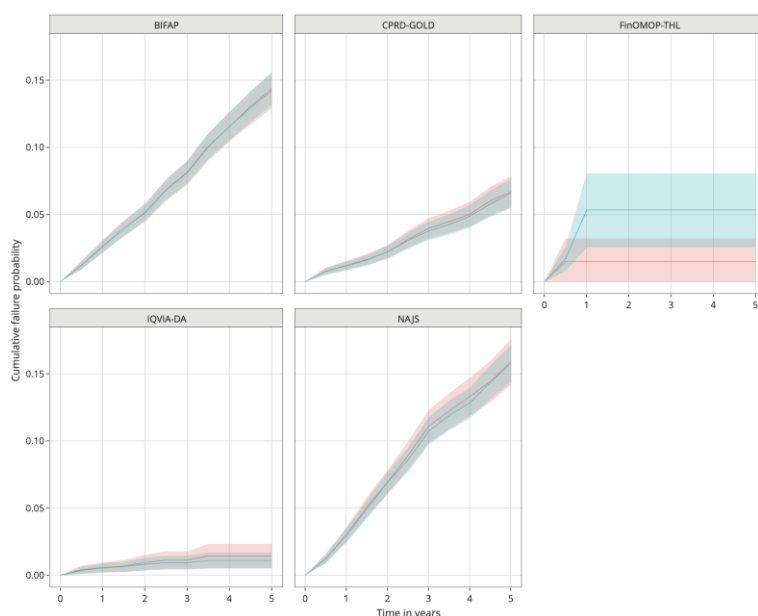 BIFAP
CPRD-GOLD
FinOMOP-THL
0.15
0.10
0.05
0.00
0 1 2 3 4 5
Cumulative failure probability
IQVIA-DA
NAJS
0.15
0.10
0.05
0.00
0 1 2 3 4 5
0 1 2 3 4 5
Time in years